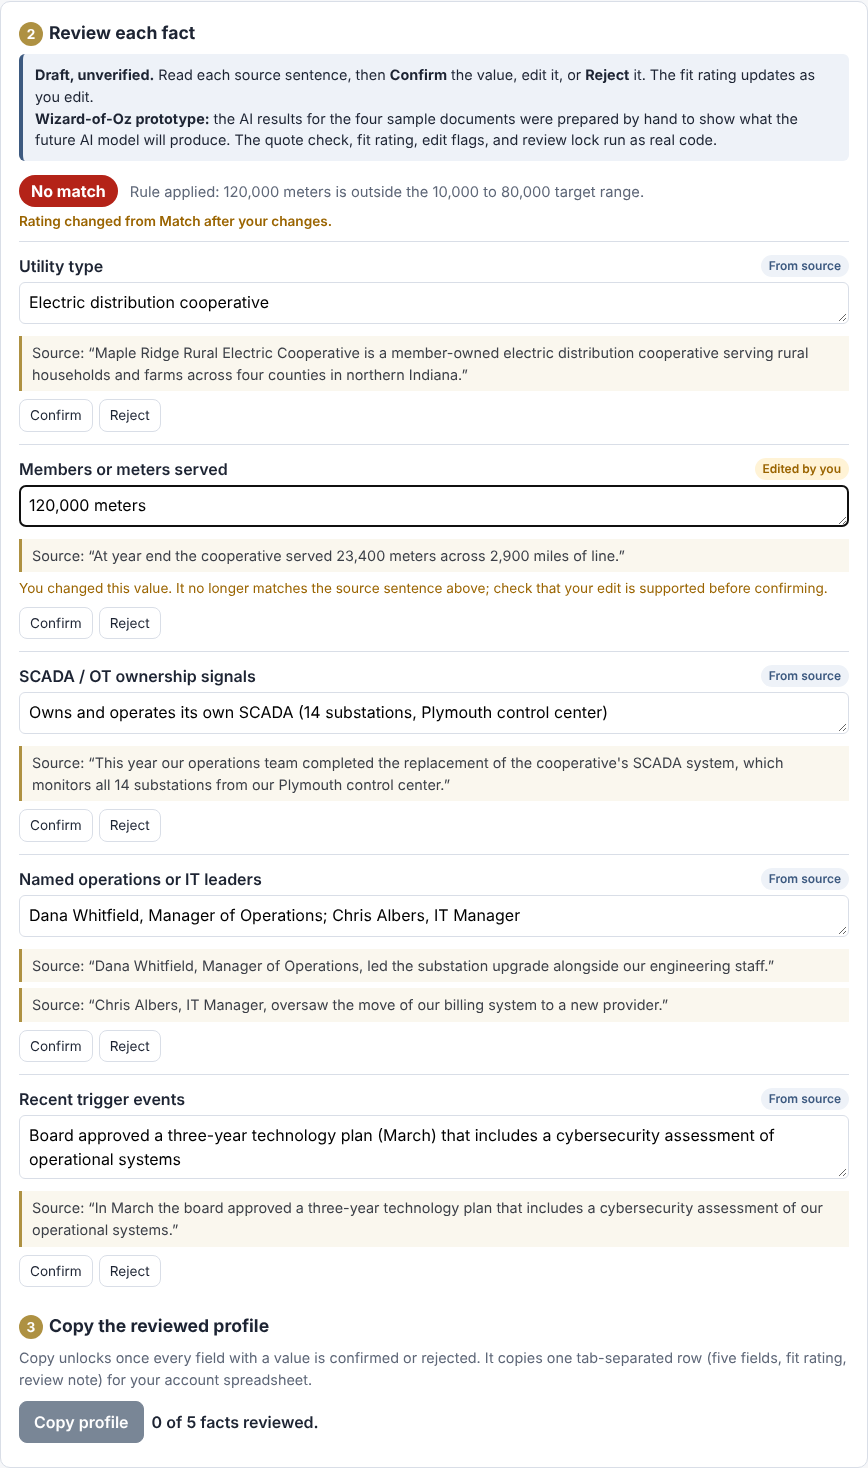 2 Review each fact
Draft, unverified. Read each source sentence, then Confirm the value, edit it, or Reject it. The fit rating updates as
you edit.
Wizard-of-Oz prototype: the AI results for the four sample documents were prepared by hand to show what the
future AI model will produce. The quote check, fit rating, edit flags, and review lock run as real code.
No match Rule applied: 120,000 meters is outside the 10,000 to 80,000 target range.
Rating changed from Match after your changes.
Utility type From source
Electric distribution cooperative
Source: “Maple Ridge Rural Electric Cooperative is a member-owned electric distribution cooperative serving rural
households and farms across four counties in northern Indiana.”
Confirm Reject
Members or meters served Edited by you
120,000 meters
Source: “At year end the cooperative served 23,400 meters across 2,900 miles of line.”
You changed this value. It no longer matches the source sentence above; check that your edit is supported before confirming.
Confirm Reject
SCADA / OT ownership signals From source
Owns and operates its own SCADA (14 substations, Plymouth control center)
Source: “This year our operations team completed the replacement of the cooperative's SCADA system, which
monitors all 14 substations from our Plymouth control center.”
Confirm Reject
Named operations or IT leaders From source
Dana Whitfield, Manager of Operations; Chris Albers, IT Manager
Source: “Dana Whitfield, Manager of Operations, led the substation upgrade alongside our engineering staff.”
Source: “Chris Albers, IT Manager, oversaw the move of our billing system to a new provider.”
Confirm Reject
Recent trigger events From source
Board approved a three-year technology plan (March) that includes a cybersecurity assessment of
operational systems
Source: “In March the board approved a three-year technology plan that includes a cybersecurity assessment of our
operational systems.”
Confirm Reject
3 Copy the reviewed profile
Copy unlocks once every field with a value is confirmed or rejected. It copies one tab-separated row (five fields, fit rating,
review note) for your account spreadsheet.
Copy profile 0 of 5 facts reviewed.